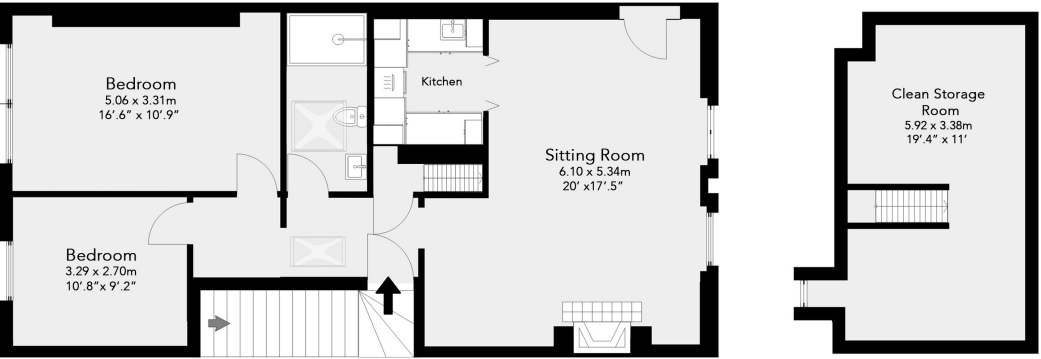 Bedroom
5.06 x 3.31m
16'.6" x 10'.9"
Kitchen
Sitting Room
6.10 x 5.34m
20' x17'.5"
Bedroom
3.29 x 2.70m
10'.8"x 9'.2"
Clean Storage
Room
5.92 x 3.38m
19'.4" x 11'